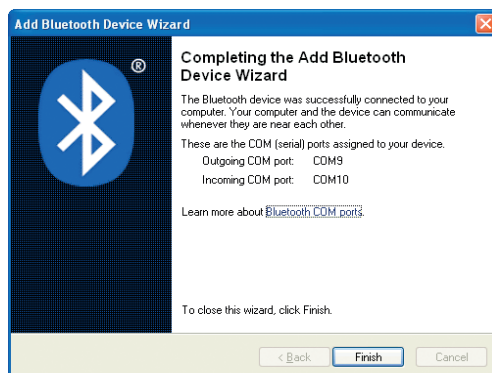 Add Bluetooth Device Wizard
®
Completing the Add Bluetooth
Device Wizard
The Bluetooth device was successfully connected to your
computer. Your computer and the device can communicate
whenever they are near each other.
These are the COM (serial) ports assigned to your device.
Outgoing COM port: COM9
Incoming COM port: COM10
Learn more about Bluetooth COM ports.
To close this wizard, click Finish.
< Back Finish Cancel